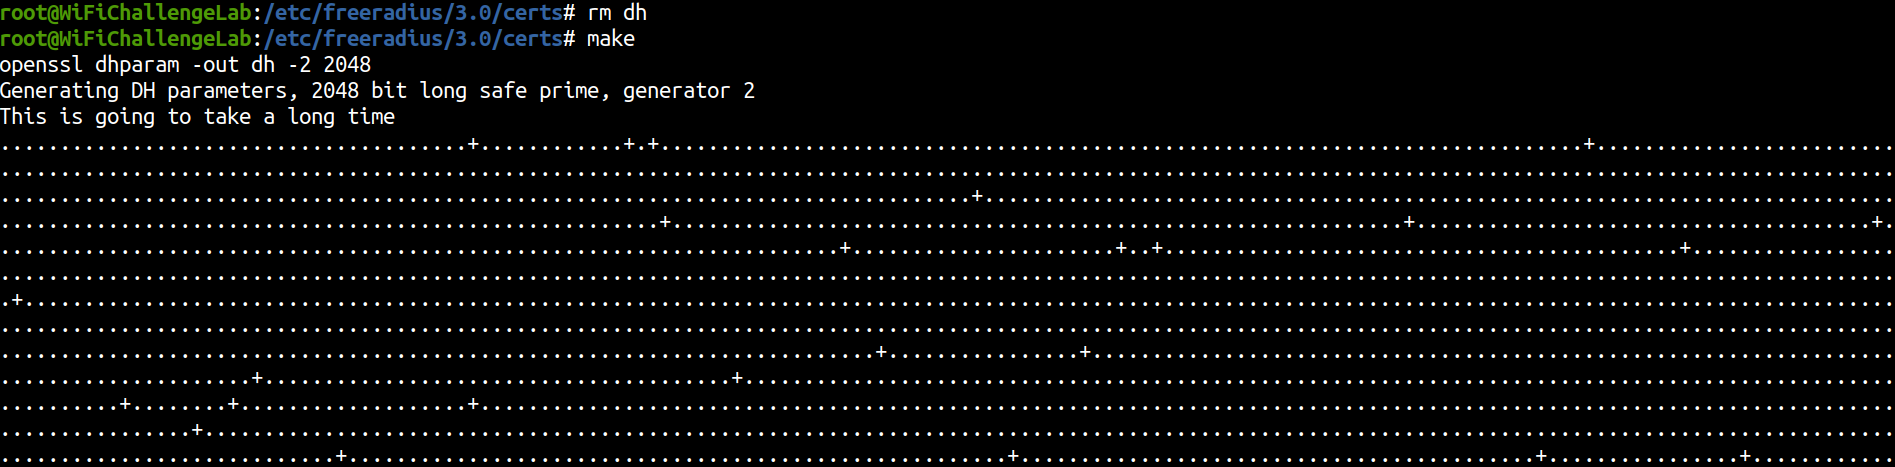 root@WiFiChallengeLab:/etc/freeradius/3.0/certs# rm dh
root@WiFiChallengeLab:/etc/freeradius/3.0/certs# make
openssl dhparam -out dh -2 2048
Generating DH parameters, 2048 bit long safe prime, generator 2
This is going to take a long time
.......................................+............+.+.............................................................................+.........................
..............................................................................................................................................................
.................................................................................+............................................................................
.......................................................+.............................................................+......................................+.
......................................................................+......................+..+...........................................+.................
..............................................................................................................................................................
.+............................................................................................................................................................
..............................................................................................................................................................
.........................................................................+................+...................................................................
.....................+.......................................+................................................................................................
..........+........+...................+......................................................................................................................
................+.............................................................................................................................................
............................+.......................................................+...........................................+................+............